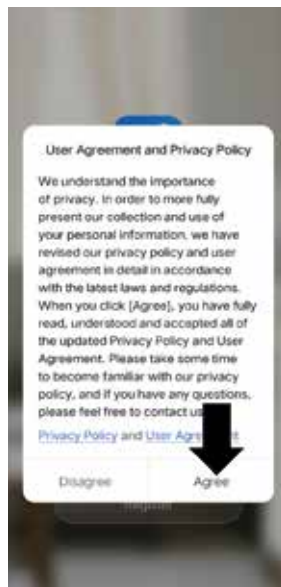 User Agreement and Privacy Policy
We understand the importance
of privacy. In order to more fully
present our collection and use of
your personal information, we have
revised our privacy policy and user
agreement in detail in accordance
with the latest laws and regulations.
When you click [Agree], you have fully
read, understood and accepted all of
the updated Privacy Policy and User
Agreement. Please take some time
to become familiar with our privacy
policy, and if you have any questions,
please feel free to contact us
Privacy Policy and User
Disagree Agree
Register